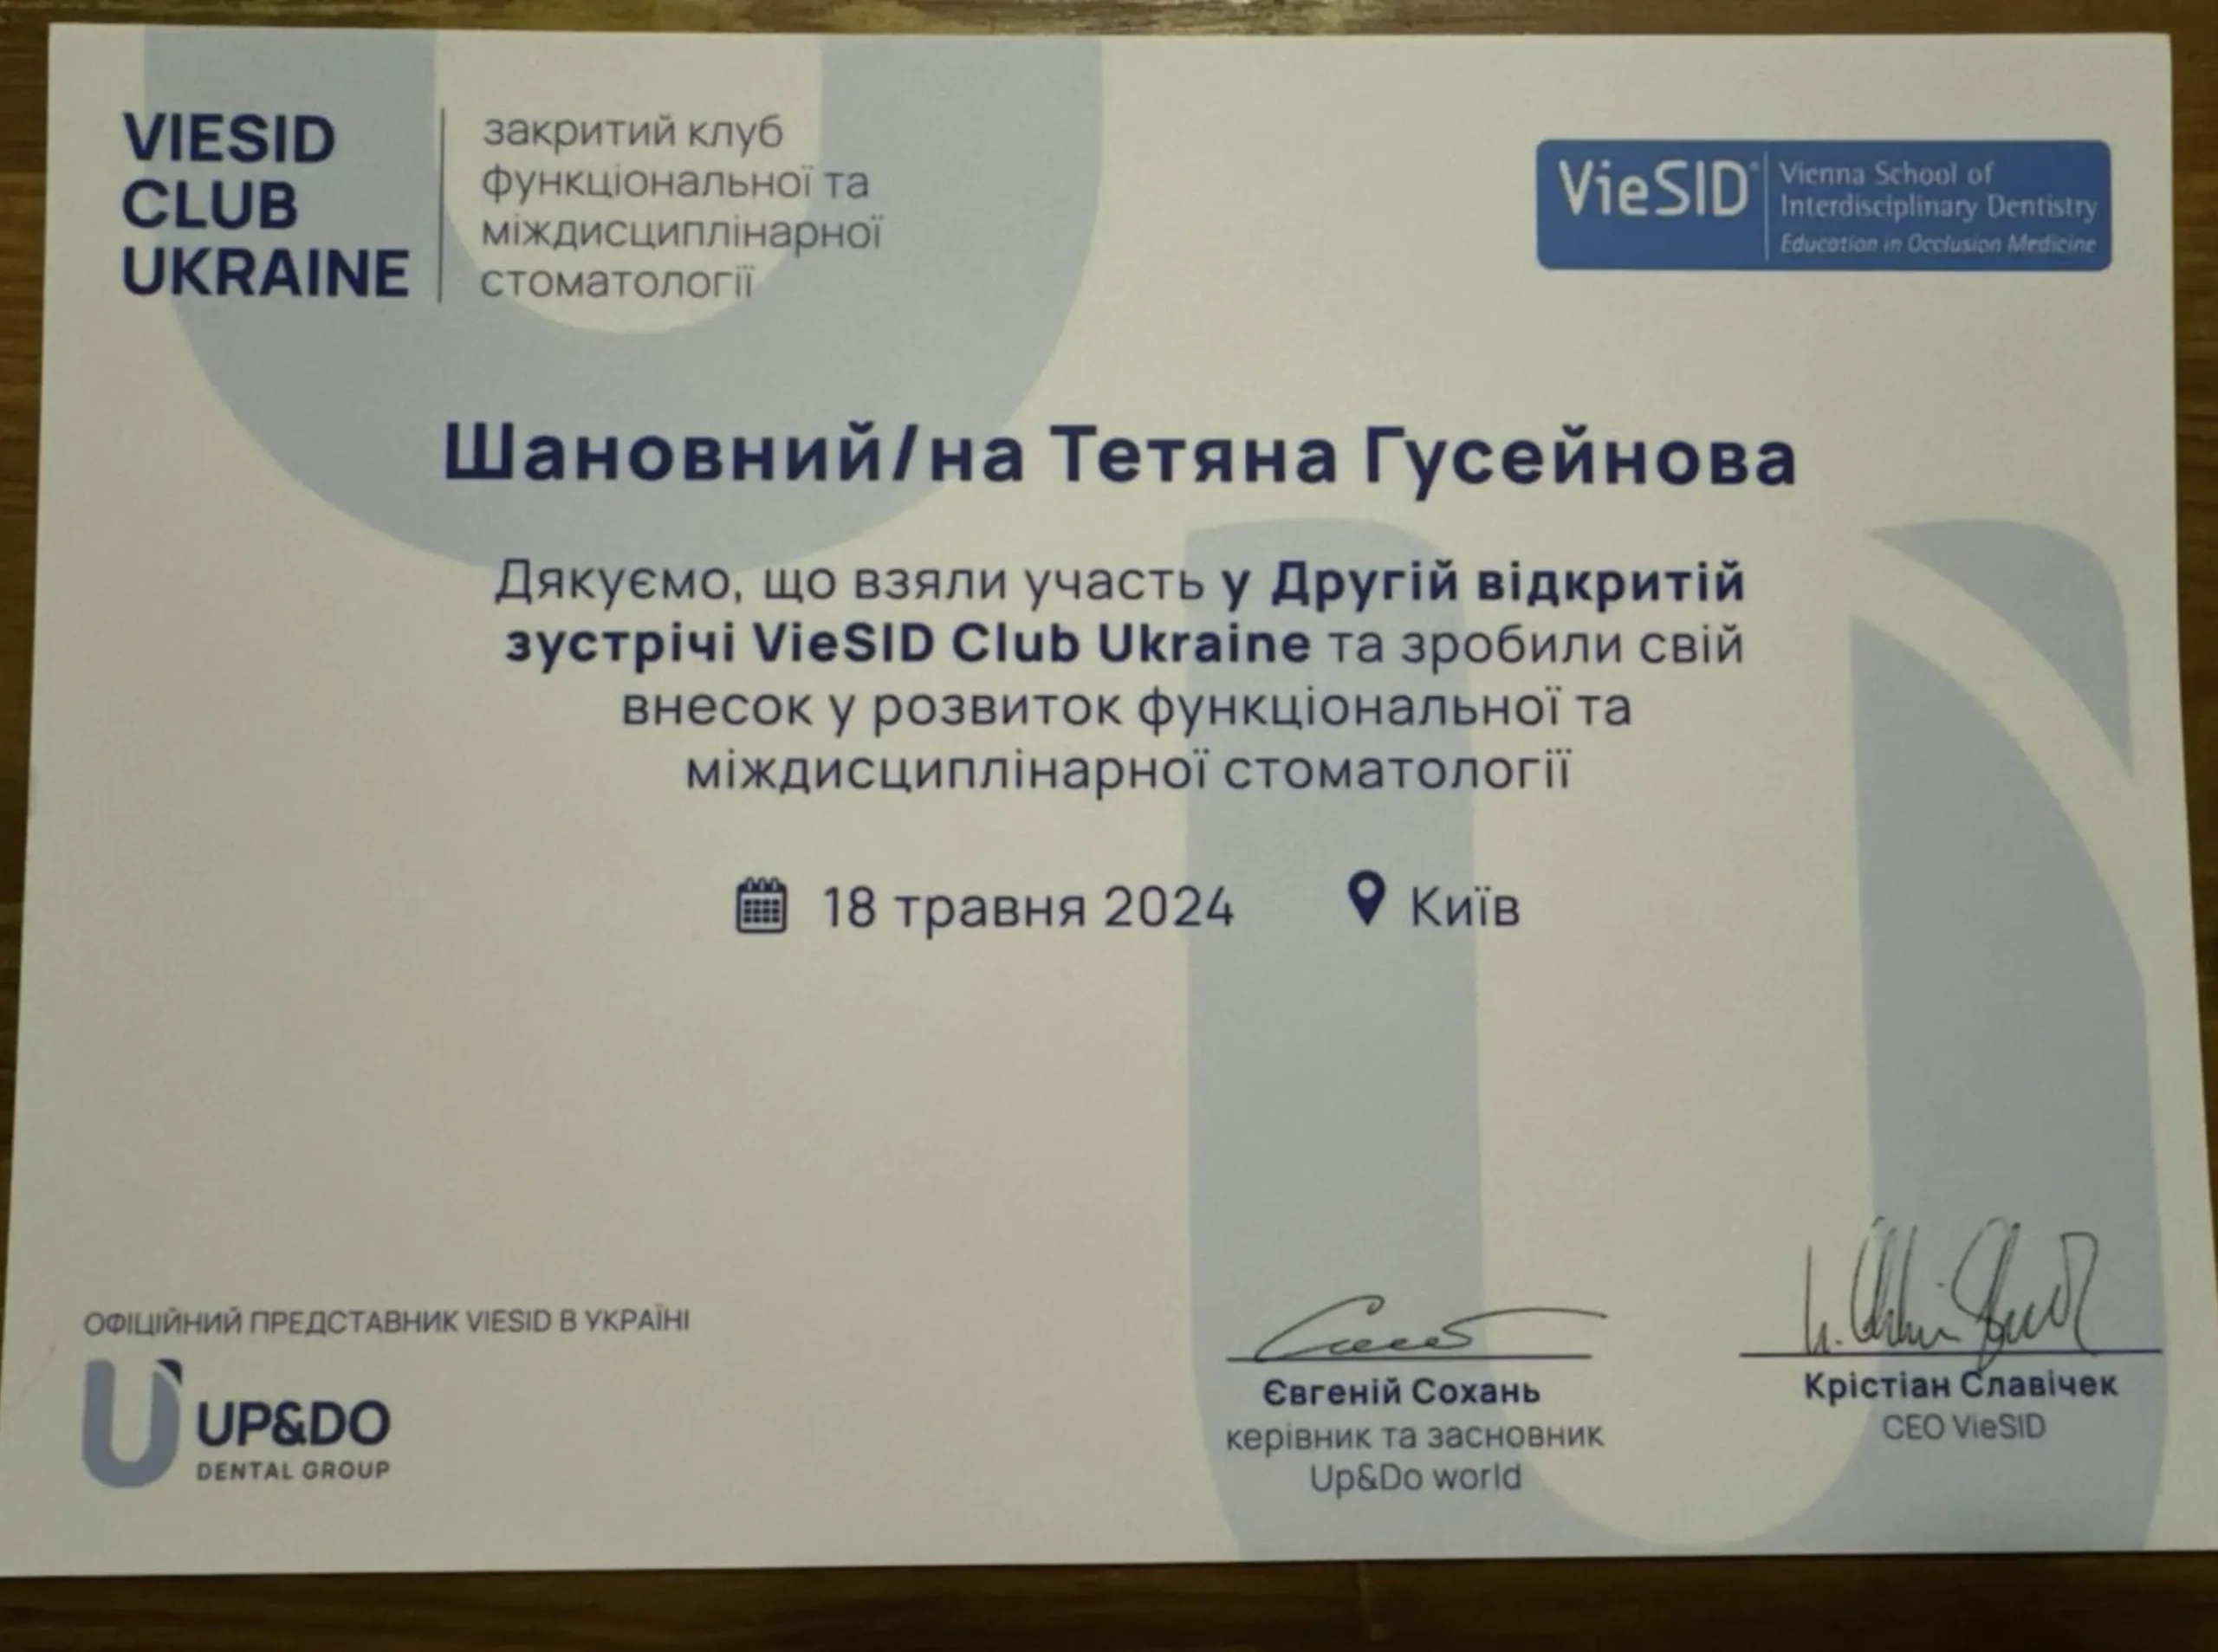 VIESID
CLUB
UKRAINE
закритий клуб
функціональної та
міждисциплінарної
стоматології
VieSID®
Vienna School of
Interdisciplinary Dentistry
Education in Occlusion Medicine
Шановний/на Тетяна Гусейнова
Дякуємо, що взяли участь у Другій відкритій
зустрічі VieSID Club Ukraine та зробили свій
внесок у розвиток функціональної та
міждисциплінарної стоматології
18 травня 2024
Київ
ОФІЦІЙНИЙ ПРЕДСТАВНИК VIESID В УКРАЇНІ
UP&DO
DENTAL GROUP
Євгеній Сохань
керівник та засновник
Up&Do world
Крістіан Славічек
CEO VieSID